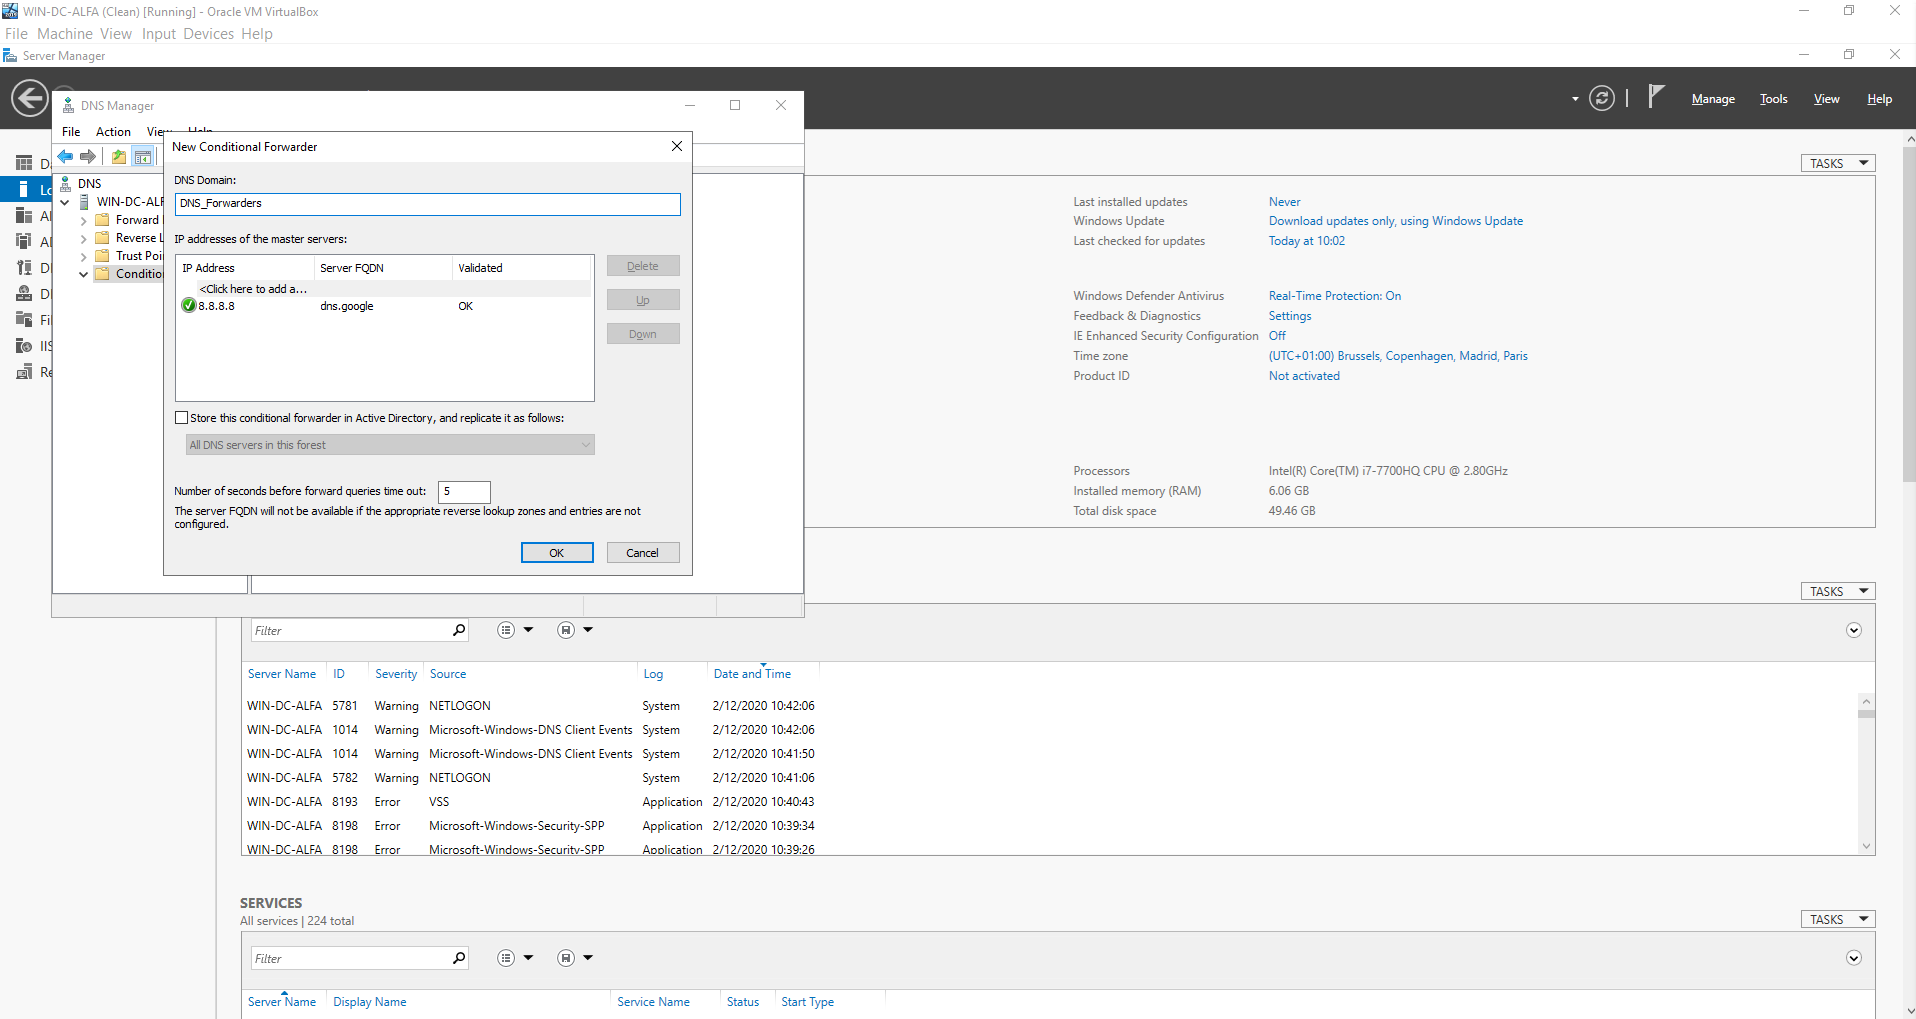 WIN-DC-ALFA (Clean) [Running] - Oracle VM VirtualBox
File Machine View Input Devices Help
Server Manager
Manage Tools View Help
DNS Manager
File Action View Help
New Conditional Forwarder
DNS Domain:
DNS_Forwarders
IP addresses of the master servers:
IP Address Server FQDN Validated
<Click here to add a...
8.8.8.8 dns.google OK
Delete
Up
Down
Store this conditional forwarder in Active Directory, and replicate it as follows:
All DNS servers in this forest
Number of seconds before forward queries time out: 5
The server FQDN will not be available if the appropriate reverse lookup zones and entries are not
configured.
OK Cancel
DNS
WIN-DC-ALF
Forward
Reverse L
Trust Poi
Conditio
D
Lo
Al
AD
D
D
Fi
IIS
Re
TASKS
Last installed updates Never
Windows Update Download updates only, using Windows Update
Last checked for updates Today at 10:02
Windows Defender Antivirus Real-Time Protection: On
Feedback & Diagnostics Settings
IE Enhanced Security Configuration Off
Time zone (UTC+01:00) Brussels, Copenhagen, Madrid, Paris
Product ID Not activated
Processors Intel(R) Core(TM) i7-7700HQ CPU @ 2.80GHz
Installed memory (RAM) 6.06 GB
Total disk space 49.46 GB
TASKS
Filter
Server Name ID Severity Source Log Date and Time
WIN-DC-ALFA 5781 Warning NETLOGON System 2/12/2020 10:42:06
WIN-DC-ALFA 1014 Warning Microsoft-Windows-DNS Client Events System 2/12/2020 10:42:06
WIN-DC-ALFA 1014 Warning Microsoft-Windows-DNS Client Events System 2/12/2020 10:41:50
WIN-DC-ALFA 5782 Warning NETLOGON System 2/12/2020 10:41:06
WIN-DC-ALFA 8193 Error VSS Application 2/12/2020 10:40:43
WIN-DC-ALFA 8198 Error Microsoft-Windows-Security-SPP Application 2/12/2020 10:39:34
WIN-DC-ALFA 8198 Error Microsoft-Windows-Security-SPP Application 2/12/2020 10:39:26
SERVICES
All services | 224 total
TASKS
Filter
Server Name Display Name Service Name Status Start Type